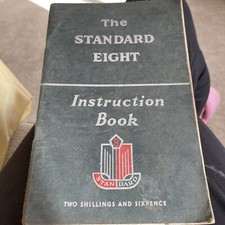 The
STANDARD
EIGHT
Instruction
Book
STANDARD
TWO SHILLINGS AND SIXPENCE